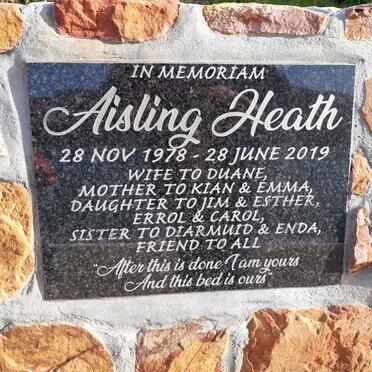 IN MEMORIAM
Aisling Heath
28 NOV 1978 - 28 JUNE 2019
WIFE TO DUANE,
MOTHER TO KIAN & EMMA,
DAUGHTER TO JIM & ESTHER,
ERROL & CAROL,
SISTER TO DIARMUID & ENDA,
FRIEND TO ALL
"After this is done I am yours
And this bed is ours"